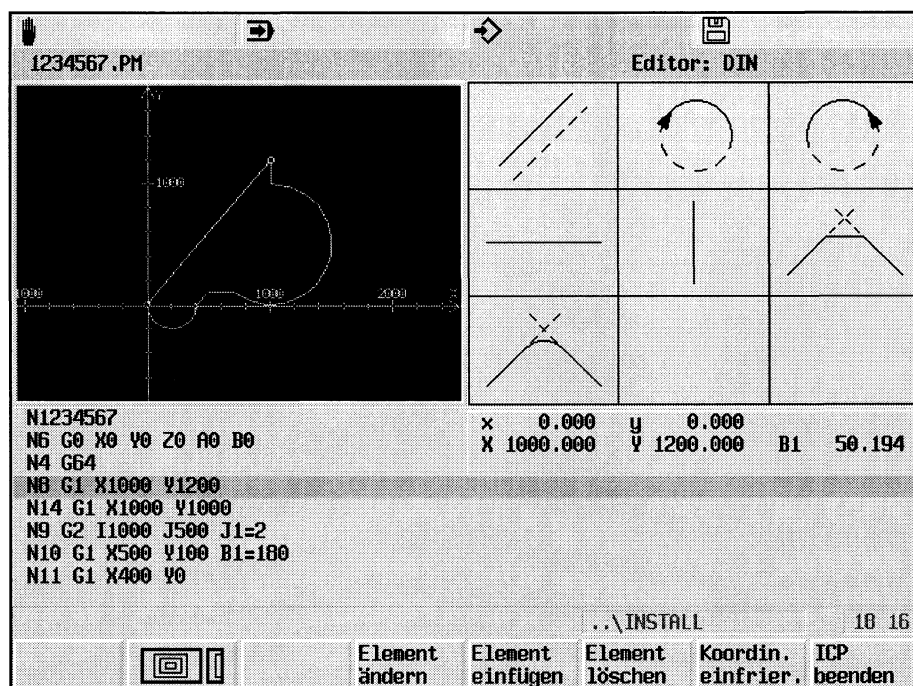 1234567.PM
Editor: DIN
Y
1000
1000
1000
2000
X
N1234567
N6 G0 X0 Y0 Z0 A0 B0
N4 G64
N8 G1 X1000 Y1200
N14 G1 X1000 Y1000
N9 G2 I1000 J500 J1=2
N10 G1 X500 Y100 B1=180
N11 G1 X400 Y0
x 0.000 y 0.000
X 1000.000 Y 1200.000 B1 50.194
..\INSTALL 18 16
Element ändern
Element einfügen
Element löschen
Koordin. einfrier.
ICP beenden